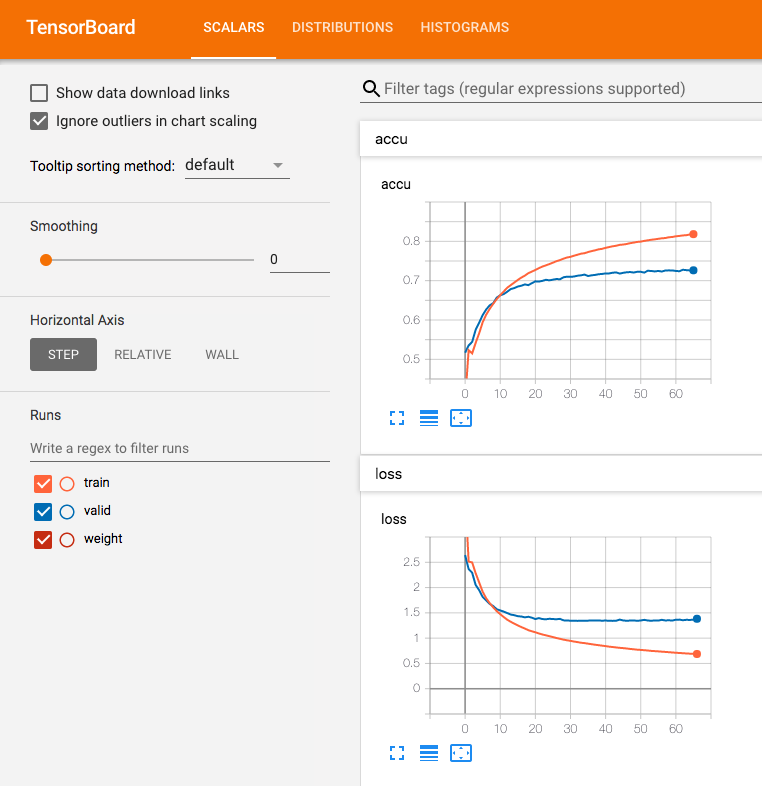 TensorBoard SCALARS DISTRIBUTIONS HISTOGRAMS
Show data download links
Ignore outliers in chart scaling
Tooltip sorting method: default
Smoothing
0
Horizontal Axis
STEP RELATIVE WALL
Runs
Write a regex to filter runs
train
valid
weight
Filter tags (regular expressions supported)
accu
accu
0.8
0.7
0.6
0.5
0 10 20 30 40 50 60
loss
loss
2.5
2
1.5
1
0.5
0
0 10 20 30 40 50 60